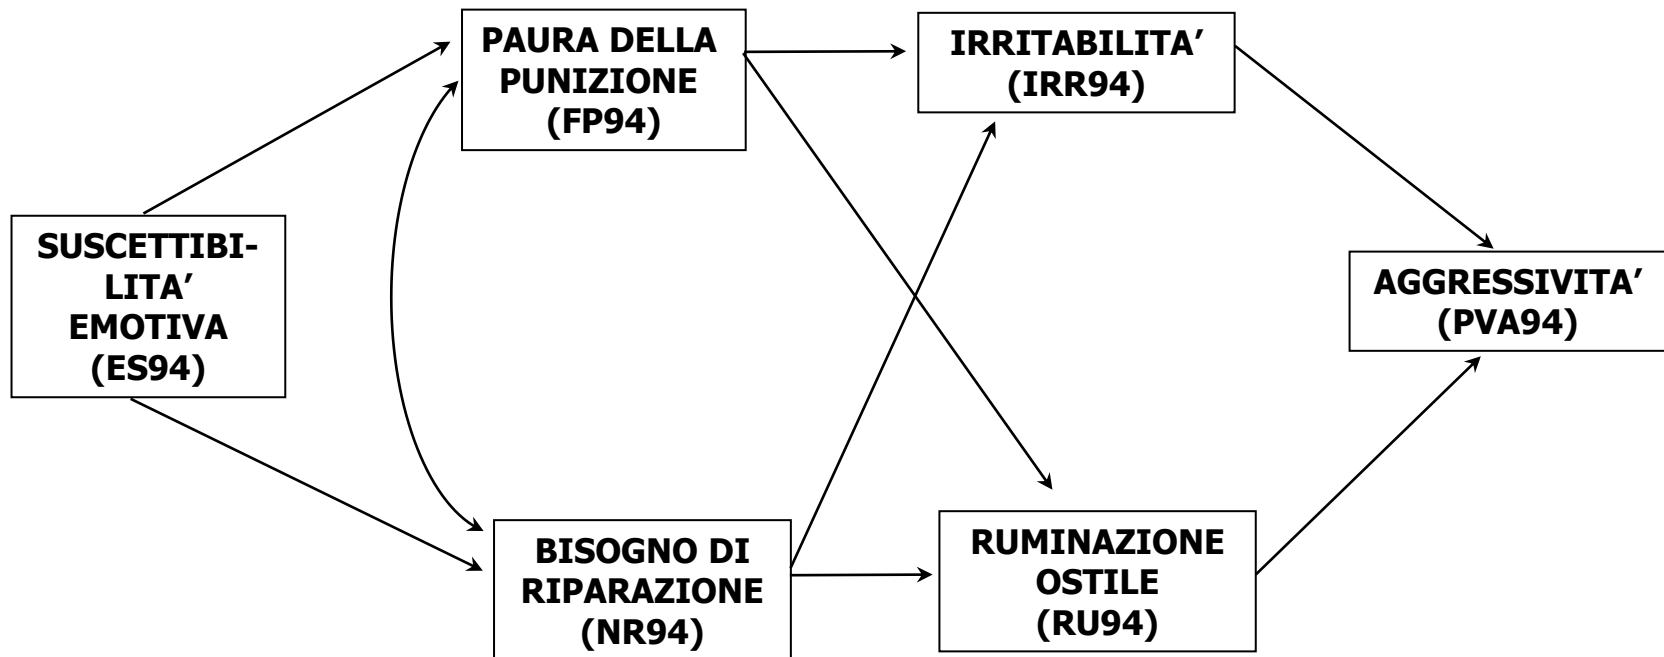 PAURA DELLA
PUNIZIONE
(FP94)
IRRITABILITA’
(IRR94)
SUSCETTIBI-
LITA’
EMOTIVA
(ES94)
AGGRESSIVITA’
(PVA94)
BISOGNO DI
RIPARAZIONE
(NR94)
RUMINAZIONE
OSTILE
(RU94)